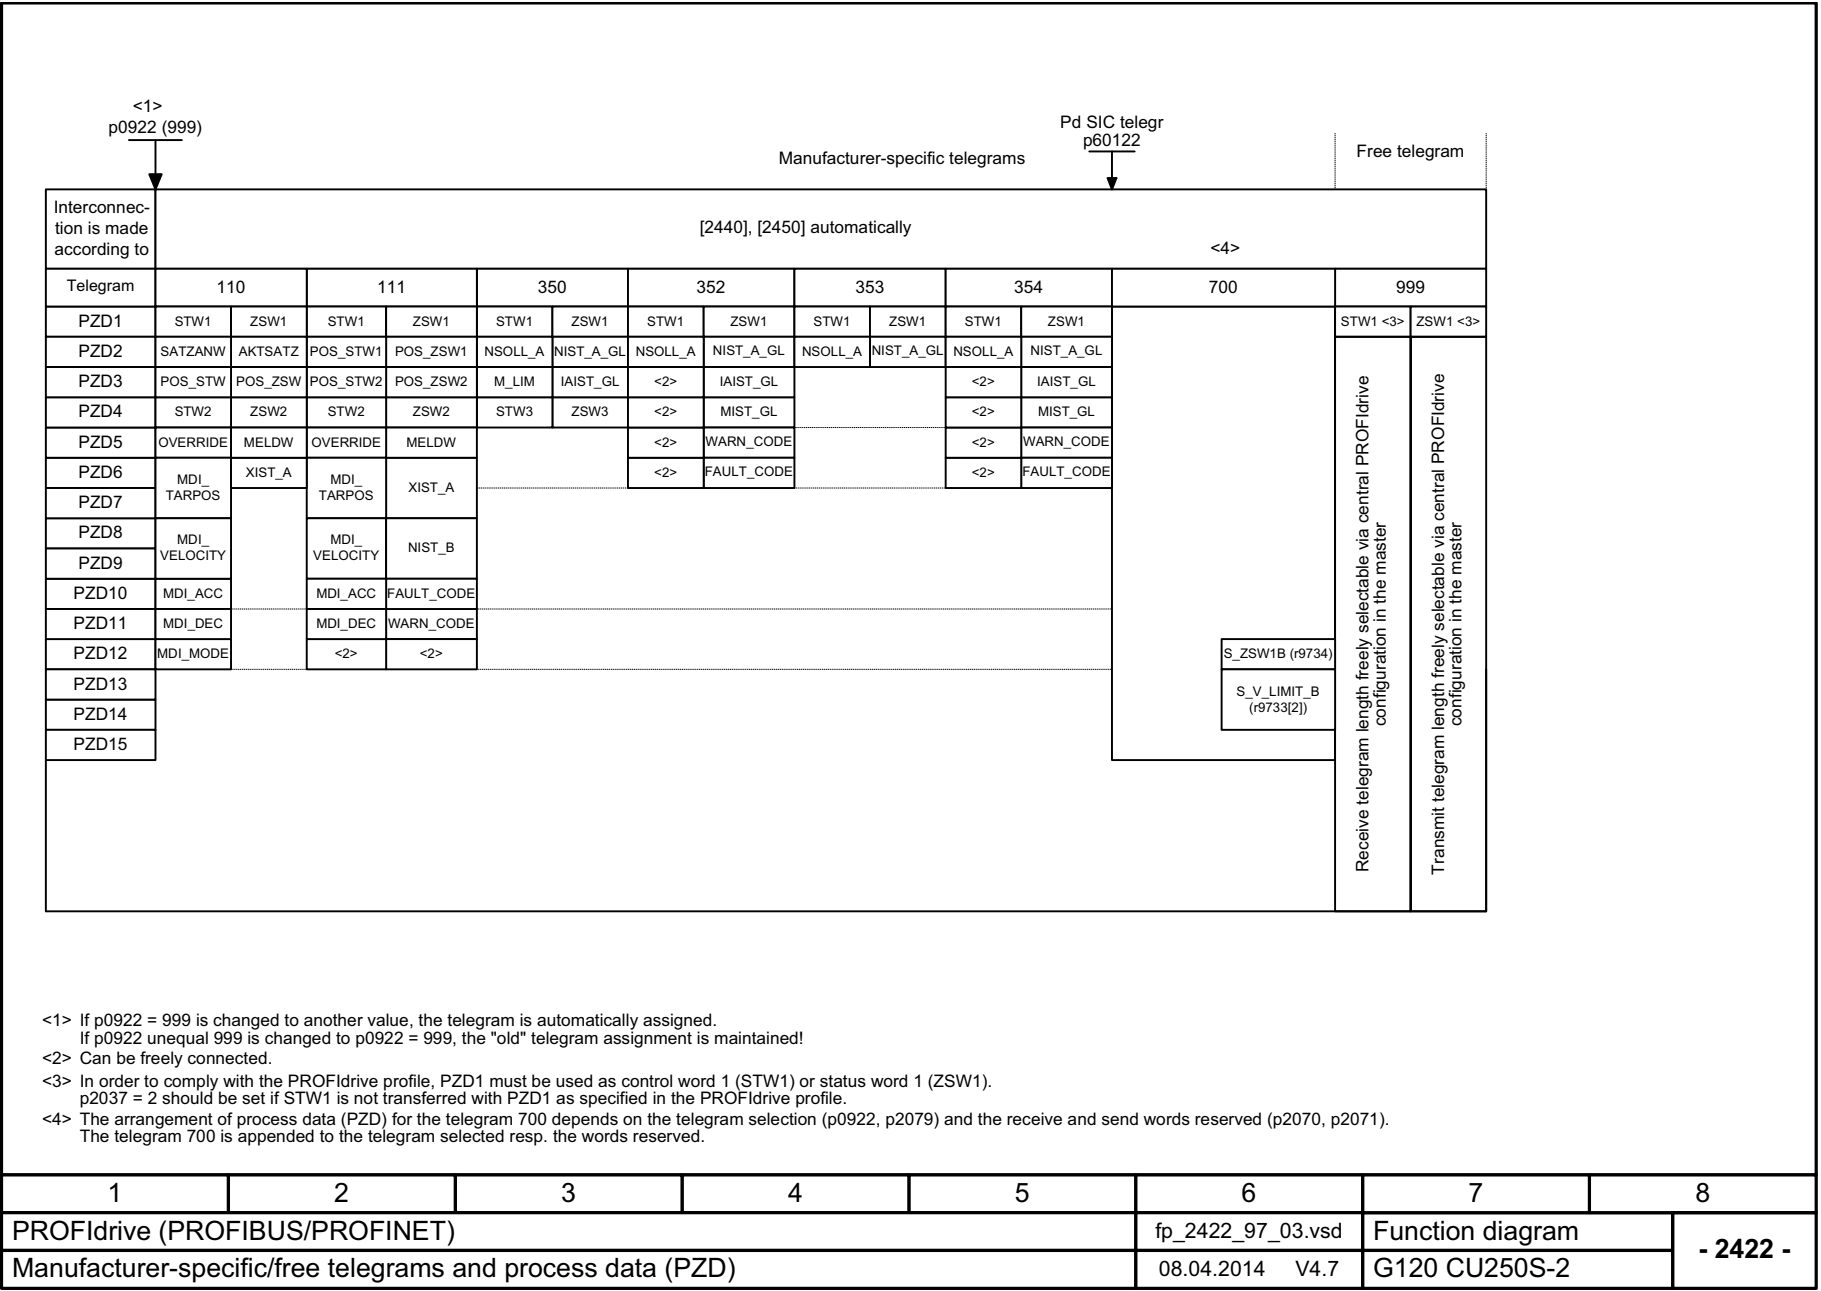 <1>
p0922 (999)
Pd SIC telegr
p60122
Manufacturer-specific telegrams
Free telegram
Interconnec-
tion is made
according to
[2440], [2450] automatically
<4>
Telegram 110 111 350 352 353 354 700 999
PZD1 STW1 ZSW1 STW1 ZSW1 STW1 ZSW1 STW1 ZSW1 STW1 ZSW1 STW1 ZSW1 STW1 <3> ZSW1 <3>
PZD2 SATZANW AKTSATZ POS_STW1 POS_ZSW1 NSOLL_A NIST_A_GL NSOLL_A NIST_A_GL NSOLL_A NIST_A_GL NSOLL_A NIST_A_GL
PZD3 POS_STW POS_ZSW POS_STW2 POS_ZSW2 M_LIM IAIST_GL <2> IAIST_GL <2> IAIST_GL
PZD4 STW2 ZSW2 STW2 ZSW2 STW3 ZSW3 <2> MIST_GL <2> MIST_GL
PZD5 OVERRIDE MELDW OVERRIDE MELDW <2> WARN_CODE <2> WARN_CODE
PZD6 XIST_A <2> FAULT_CODE <2> FAULT_CODE
MDI_
TARPOS
MDI_
TARPOS
XIST_A
PZD7
PZD8
MDI_
VELOCITY
MDI_
VELOCITY
NIST_B
PZD9
PZD10 MDI_ACC MDI_ACC FAULT_CODE
PZD11 MDI_DEC MDI_DEC WARN_CODE
PZD12 MDI_MODE <2> <2> S_ZSW1B (r9734)
PZD13
S_V_LIMIT_B
(r9733[2])
PZD14
PZD15
Receive telegram length freely selectable via central PROFIdrive
configuration in the master
Transmit telegram length freely selectable via central PROFIdrive
configuration in the master
<1> If p0922 = 999 is changed to another value, the telegram is automatically assigned.
If p0922 unequal 999 is changed to p0922 = 999, the "old" telegram assignment is maintained!
<2> Can be freely connected.
<3> In order to comply with the PROFIdrive profile, PZD1 must be used as control word 1 (STW1) or status word 1 (ZSW1).
p2037 = 2 should be set if STW1 is not transferred with PZD1 as specified in the PROFIdrive profile.
<4> The arrangement of process data (PZD) for the telegram 700 depends on the telegram selection (p0922, p2079) and the receive and send words reserved (p2070, p2071).
The telegram 700 is appended to the telegram selected resp. the words reserved.
1 2 3 4 5 6 7 8
PROFIdrive (PROFIBUS/PROFINET) fp_2422_97_03.vsd Function diagram
- 2422 -
Manufacturer-specific/free telegrams and process data (PZD) 08.04.2014 V4.7 G120 CU250S-2